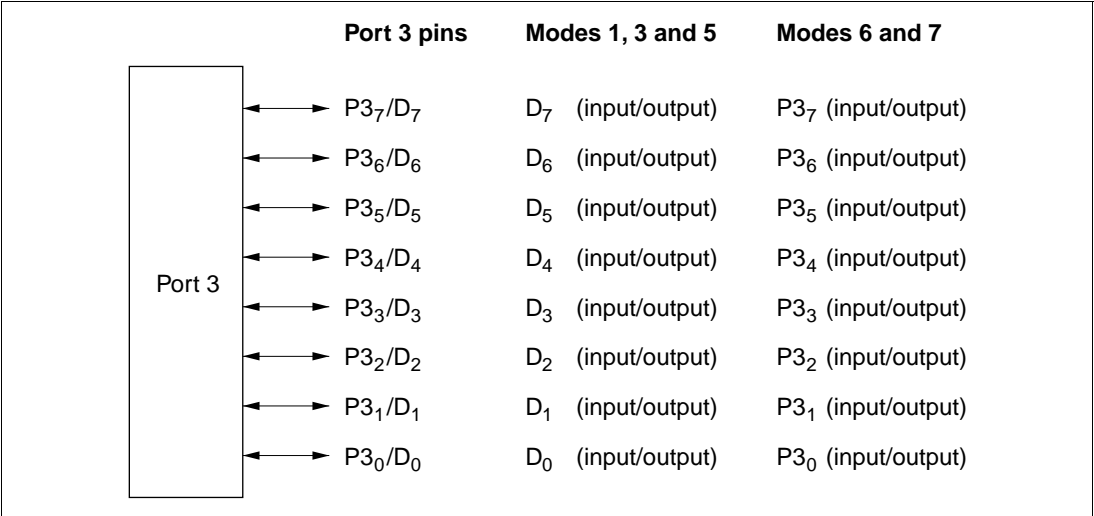 Port 3 pins Modes 1, 3 and 5 Modes 6 and 7
P3₇/D₇ D₇ (input/output) P3₇ (input/output)
P3₆/D₆ D₆ (input/output) P3₆ (input/output)
P3₅/D₅ D₅ (input/output) P3₅ (input/output)
P3₄/D₄ D₄ (input/output) P3₄ (input/output)
Port 3
P3₃/D₃ D₃ (input/output) P3₃ (input/output)
P3₂/D₂ D₂ (input/output) P3₂ (input/output)
P3₁/D₁ D₁ (input/output) P3₁ (input/output)
P3₀/D₀ D₀ (input/output) P3₀ (input/output)